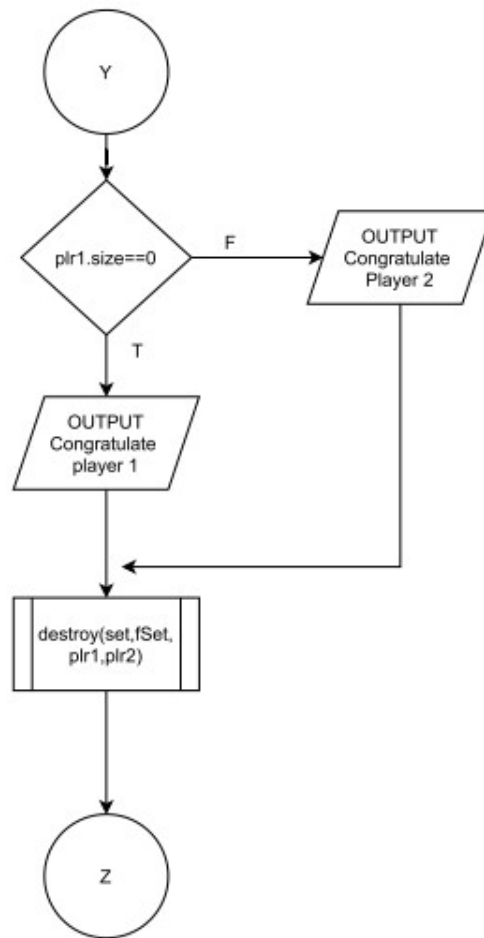 Y
plr1.size==0
F
OUTPUT
Congratulate
Player 2
T
OUTPUT
Congratulate
player 1
destroy(set,fSet,
plr1,plr2)
Z